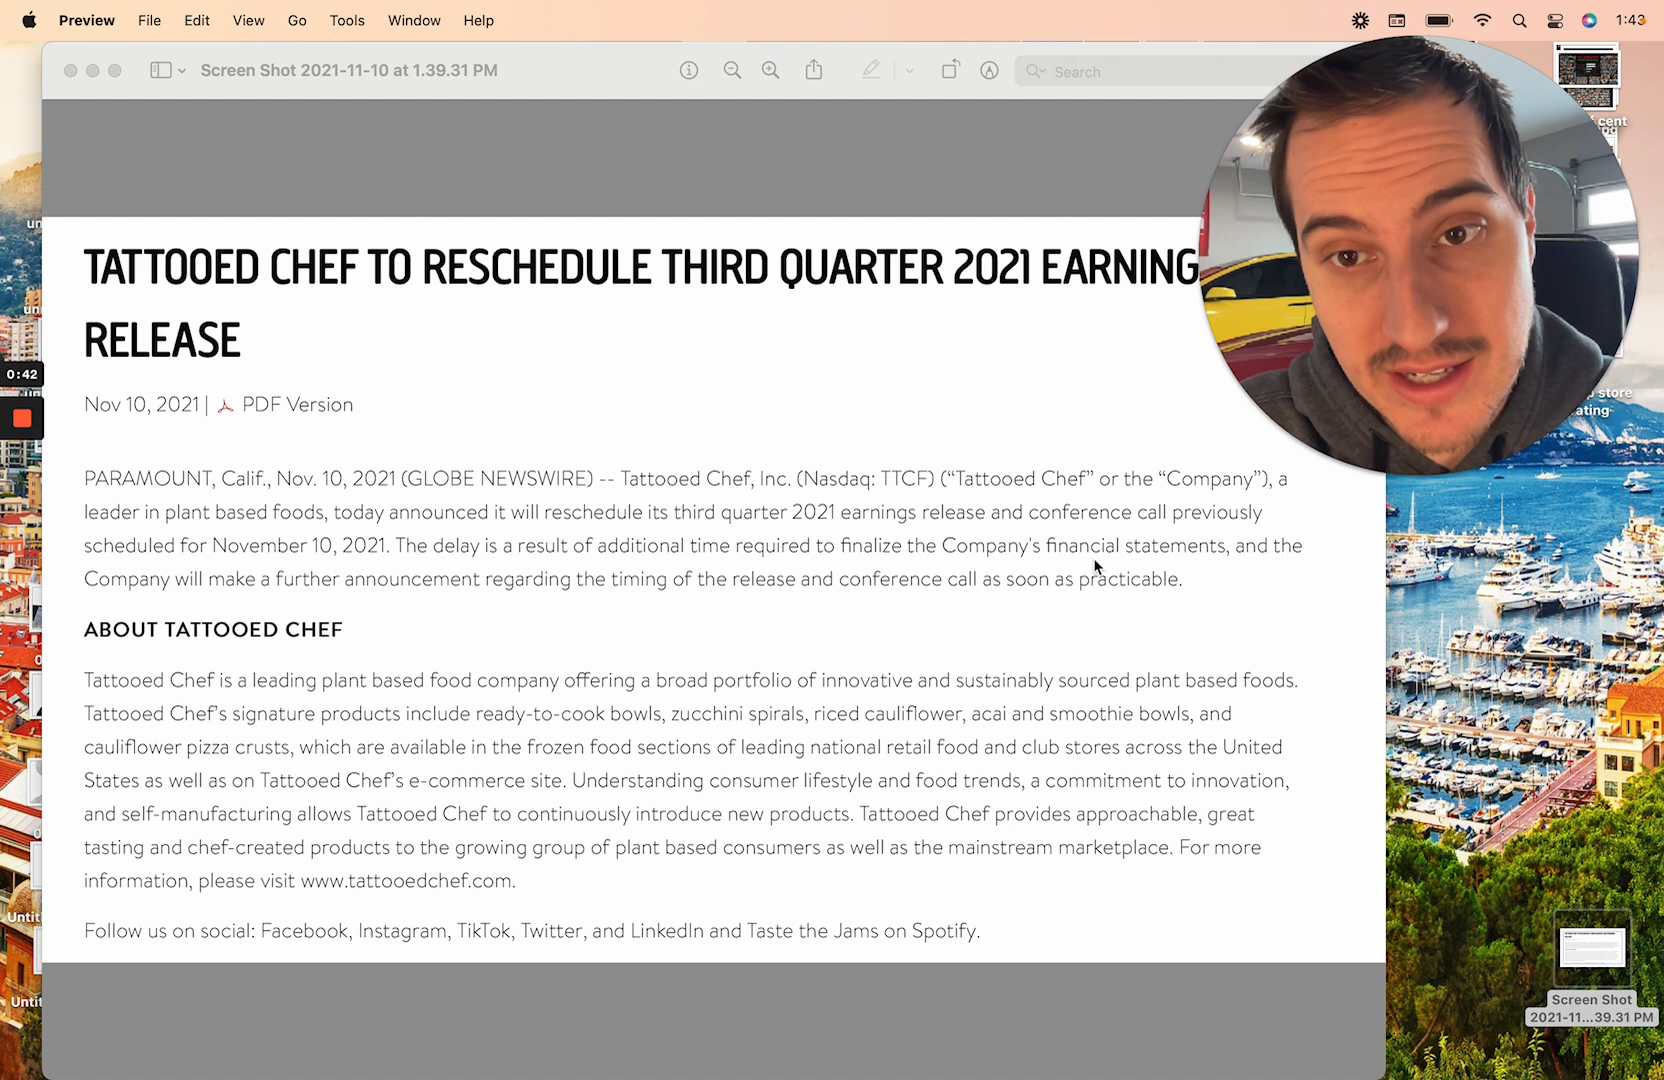 Preview File Edit View Go Tools Window Help 1:43
Screen Shot 2021-11-10 at 1.39.31 PM
Search
TATTOOED CHEF TO RESCHEDULE THIRD QUARTER 2021 EARNING
RELEASE
Nov 10, 2021 | PDF Version
PARAMOUNT, Calif., Nov. 10, 2021 (GLOBE NEWSWIRE) -- Tattooed Chef, Inc. (Nasdaq: TTCF) (“Tattooed Chef” or the “Company”), a
leader in plant based foods, today announced it will reschedule its third quarter 2021 earnings release and conference call previously
scheduled for November 10, 2021. The delay is a result of additional time required to finalize the Company's financial statements, and the
Company will make a further announcement regarding the timing of the release and conference call as soon as practicable.
ABOUT TATTOOED CHEF
Tattooed Chef is a leading plant based food company offering a broad portfolio of innovative and sustainably sourced plant based foods.
Tattooed Chef’s signature products include ready-to-cook bowls, zucchini spirals, riced cauliflower, acai and smoothie bowls, and
cauliflower pizza crusts, which are available in the frozen food sections of leading national retail food and club stores across the United
States as well as on Tattooed Chef’s e-commerce site. Understanding consumer lifestyle and food trends, a commitment to innovation,
and self-manufacturing allows Tattooed Chef to continuously introduce new products. Tattooed Chef provides approachable, great
tasting and chef-created products to the growing group of plant based consumers as well as the mainstream marketplace. For more
information, please visit www.tattooedchef.com.
Follow us on social: Facebook, Instagram, TikTok, Twitter, and LinkedIn and Taste the Jams on Spotify.
0:42
un
un
Untit
Untit
cent
store
ating
Screen Shot
2021-11...39.31 PM